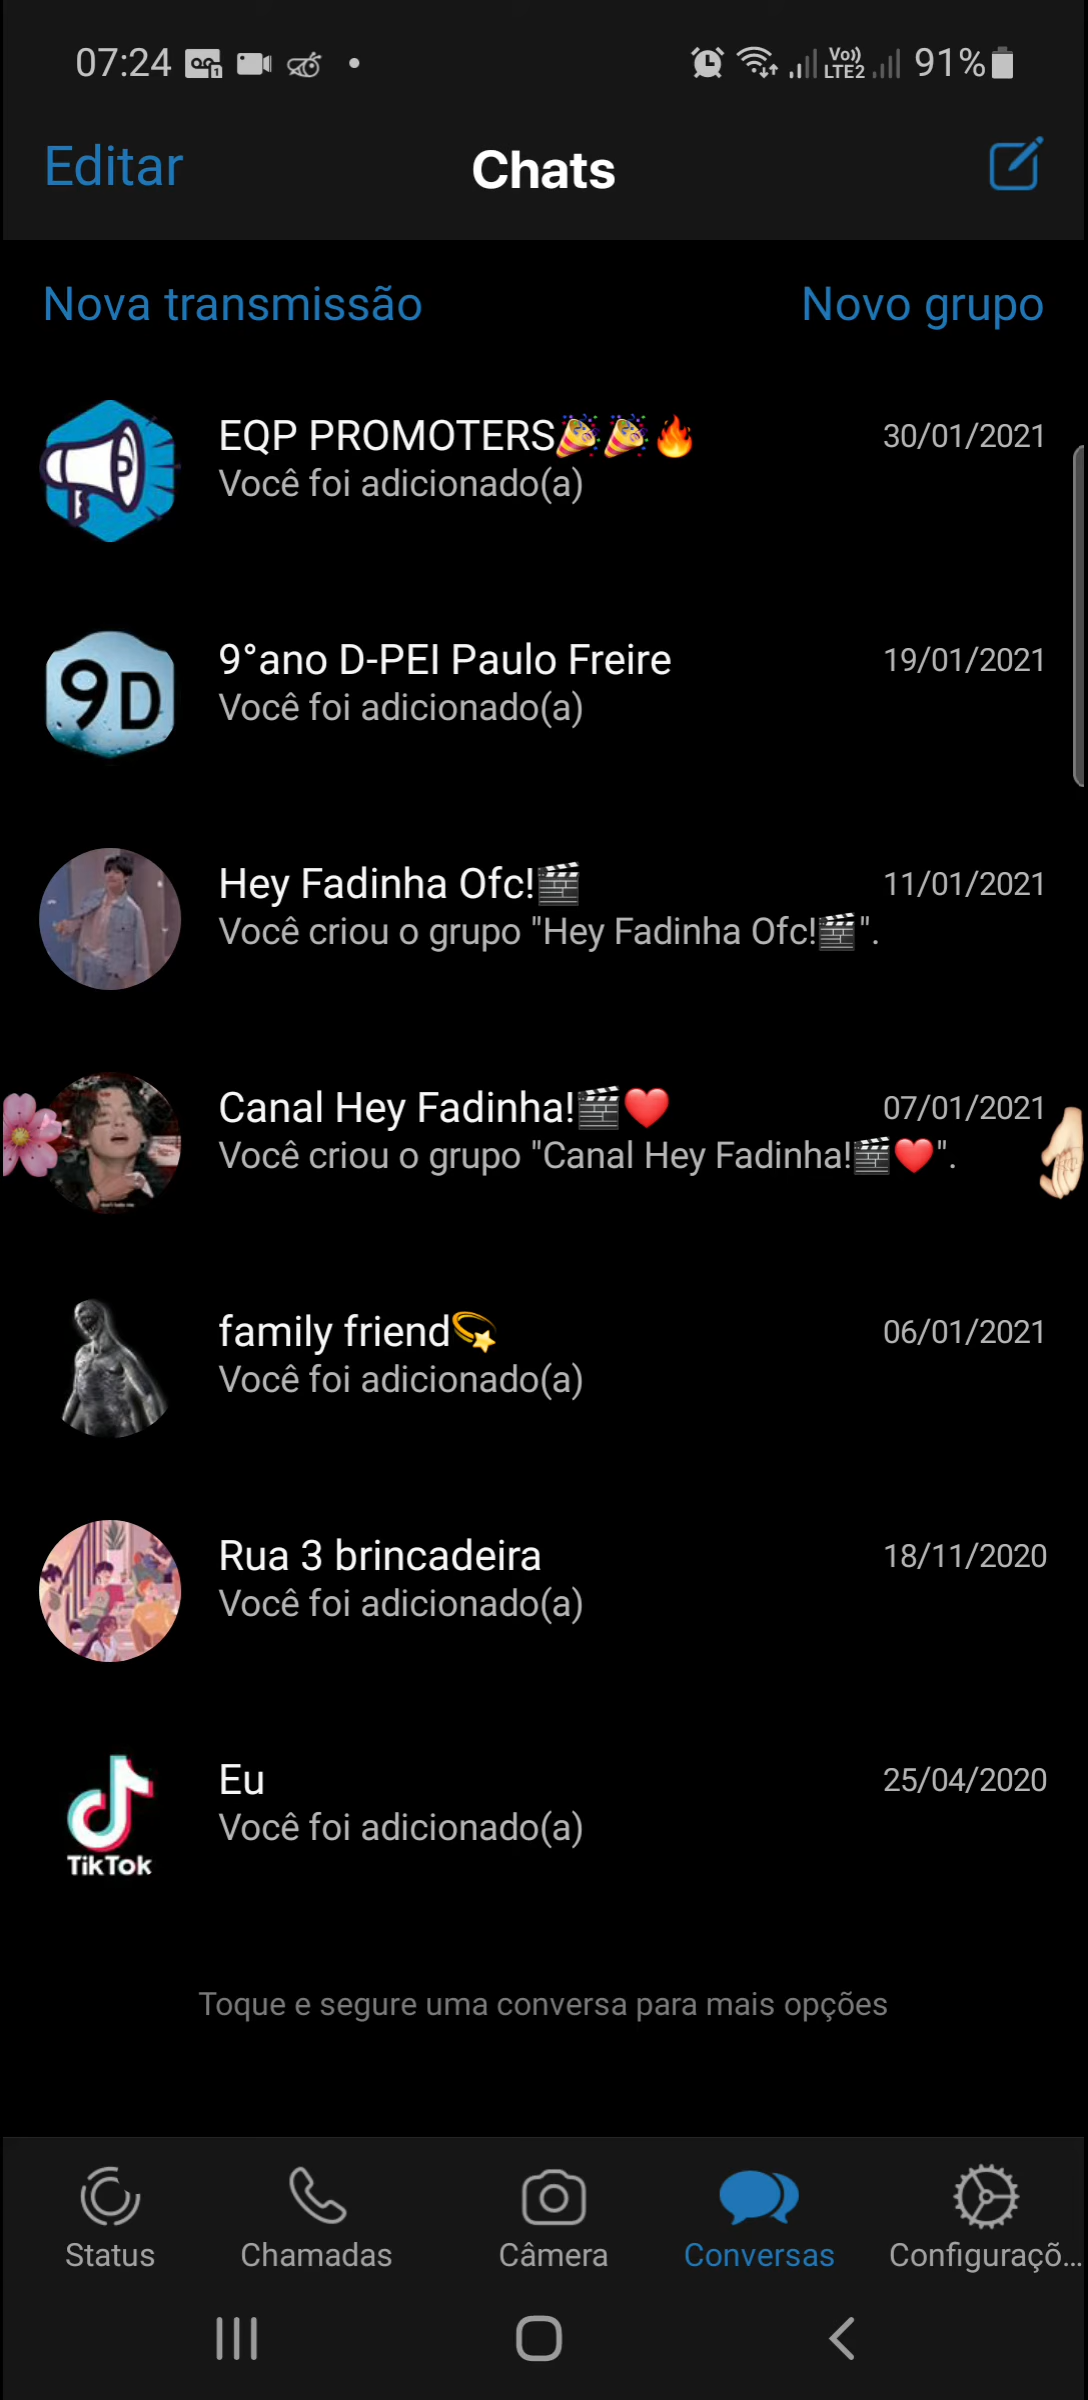 07:24 Vo)) LTE2 91%
Editar Chats
Nova transmissão Novo grupo
EQP PROMOTERS🎉🎉🔥 30/01/2021
Você foi adicionado(a)
9D
9°ano D-PEI Paulo Freire 19/01/2021
Você foi adicionado(a)
Hey Fadinha Ofc!🎬 11/01/2021
Você criou o grupo "Hey Fadinha Ofc!🎬".
Canal Hey Fadinha!🎬❤️ 07/01/2021
Você criou o grupo "Canal Hey Fadinha!🎬❤️".
family friend💫 06/01/2021
Você foi adicionado(a)
Rua 3 brincadeira 18/11/2020
Você foi adicionado(a)
Eu 25/04/2020
Você foi adicionado(a)
TikTok
Toque e segure uma conversa para mais opções
Status Chamadas Câmera Conversas Configuraçõ...